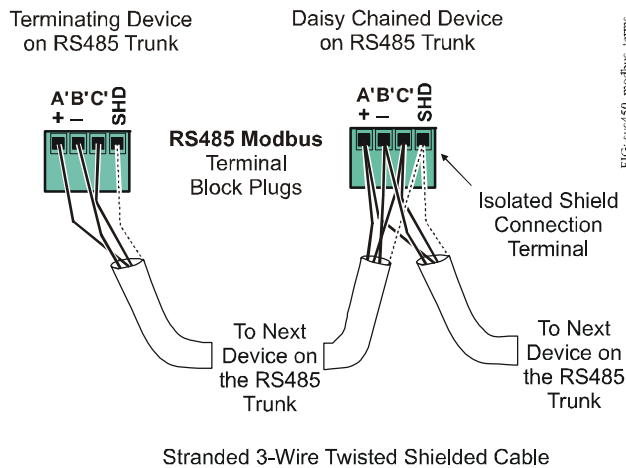 Terminating Device
on RS485 Trunk
Daisy Chained Device
on RS485 Trunk
A' B' C' SHD
+ –
A' B' C' SHD
+ –
RS485 Modbus
Terminal
Block Plugs
Isolated Shield
Connection
Terminal
To Next
Device on
the RS485
Trunk
To Next
Device on
the RS485
Trunk
Stranded 3-Wire Twisted Shielded Cable